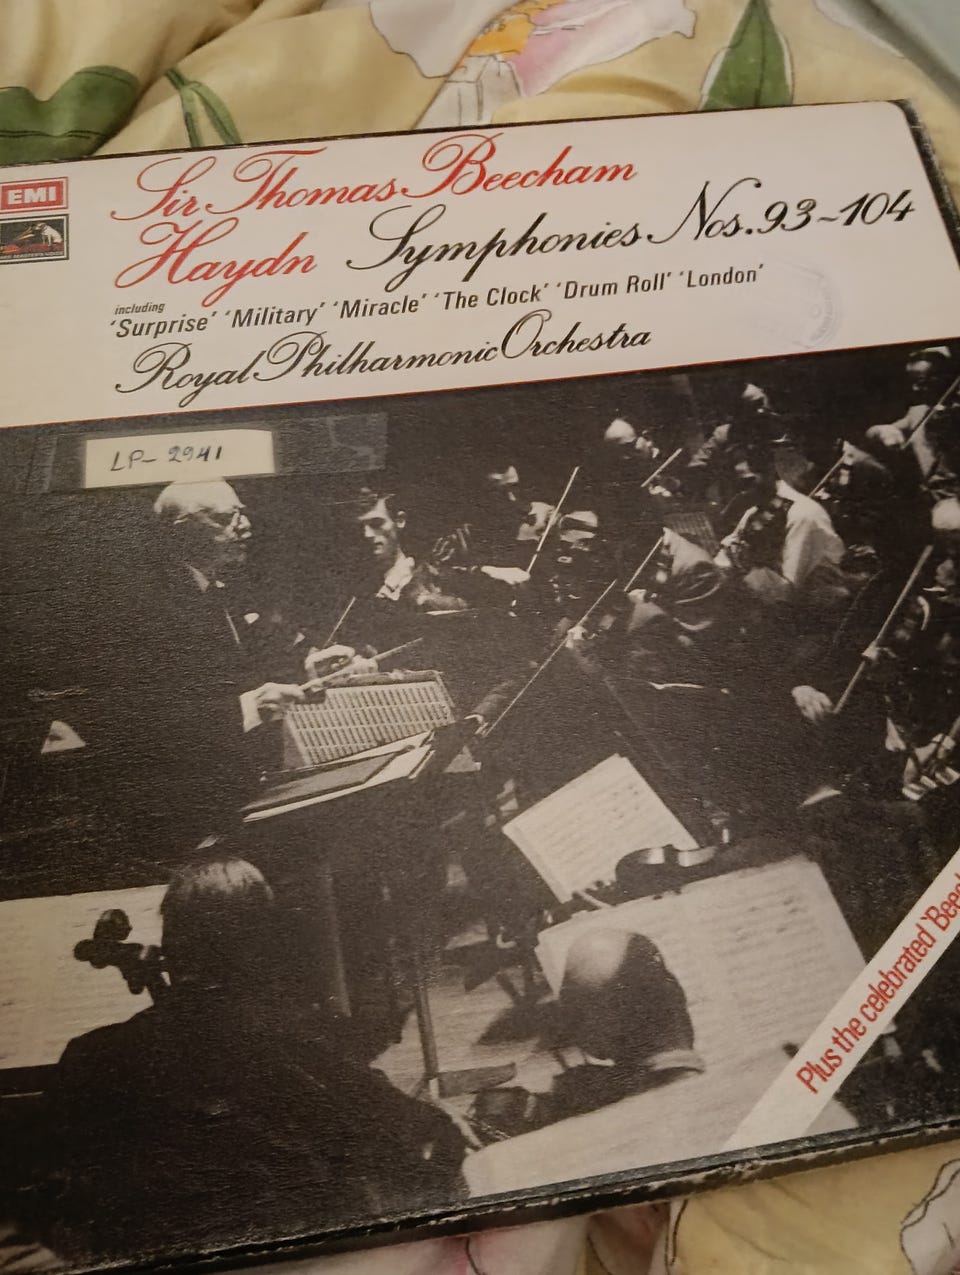 EMI
Sir Thomas Beecham
Haydn Symphonies Nos. 93~104
including
'Surprise' 'Military' 'Miracle' 'The Clock' 'Drum Roll' 'London'
Royal Philharmonic Orchestra
LP- 2941
Plus the celebrated 'Beec